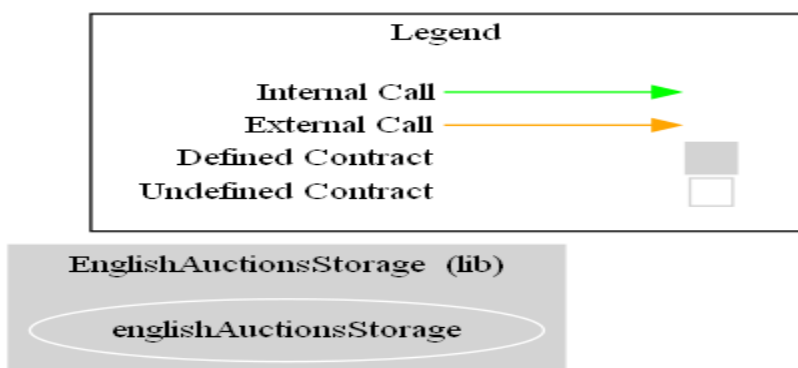 Legend
Internal Call
External Call
Defined Contract
Undefined Contract
EnglishAuctionsStorage (lib)
englishAuctionsStorage